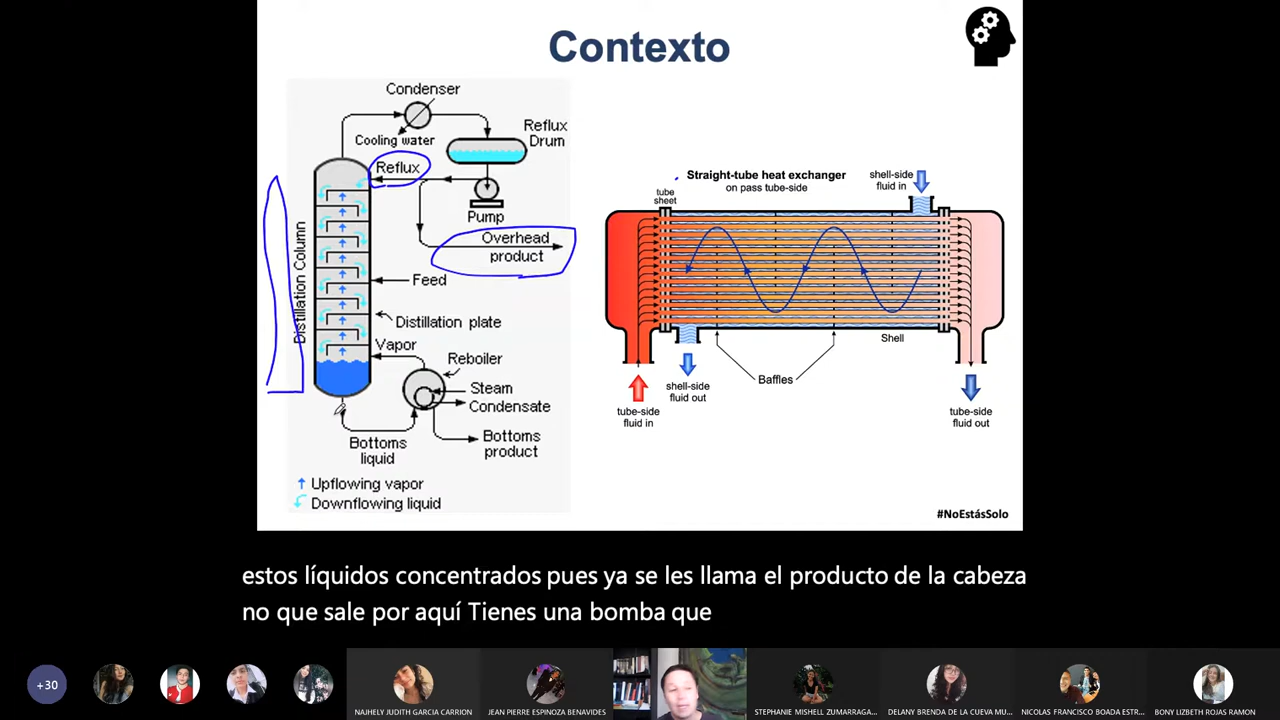 Contexto
Condenser
Cooling water
Reflux
Drum
Reflux
Pump
Overhead
product
Distillation Column
Feed
Distillation plate
Vapor
Reboiler
Steam
Condensate
Bottoms
liquid
Bottoms
product
Upflowing vapor
Downflowing liquid
Straight-tube heat exchanger
on pass tube-side
tube
sheet
shell-side
fluid in
Shell
Baffles
shell-side
fluid out
tube-side
fluid in
tube-side
fluid out
#NoEstásSolo
estos líquidos concentrados pues ya se les llama el producto de la cabeza
no que sale por aquí Tienes una bomba que
+30
NAJHELY JUDITH GARCIA CARRION
JEAN PIERRE ESPINOZA BENAVIDES
STEPHANIE MISHELL ZUMARRAGA...
DELANY BRENDA DE LA CUEVA MU...
NICOLAS FRANCISCO BOADA ESTR...
BONY LIZBETH ROJAS RAMON